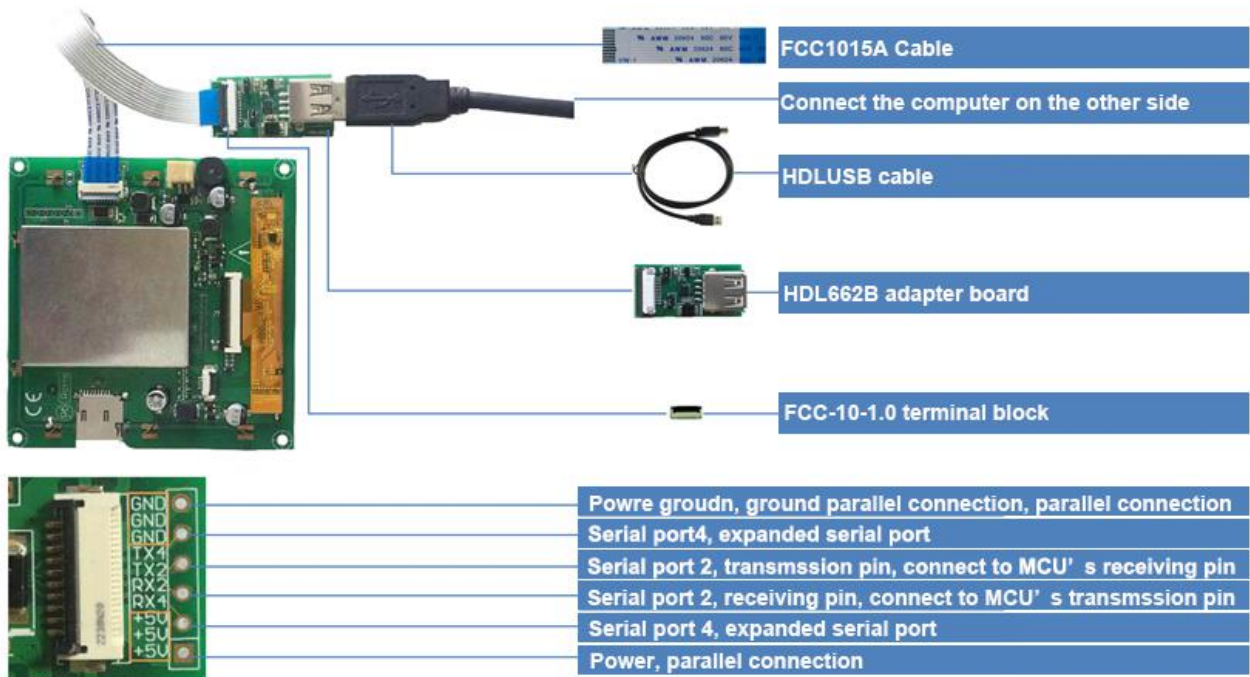 FCC1015A Cable
Connect the computer on the other side
HDLUSB cable
HDL662B adapter board
FCC-10-1.0 terminal block
GND
GND
GND
TX4
TX2
RX2
RX4
+5V
+5V
+5V
Powre groudn, ground parallel connection, parallel connection
Serial port4, expanded serial port
Serial port 2, transmssion pin, connect to MCU’ s receiving pin
Serial port 2, receiving pin, connect to MCU’ s transmssion pin
Serial port 4, expanded serial port
Power, parallel connection